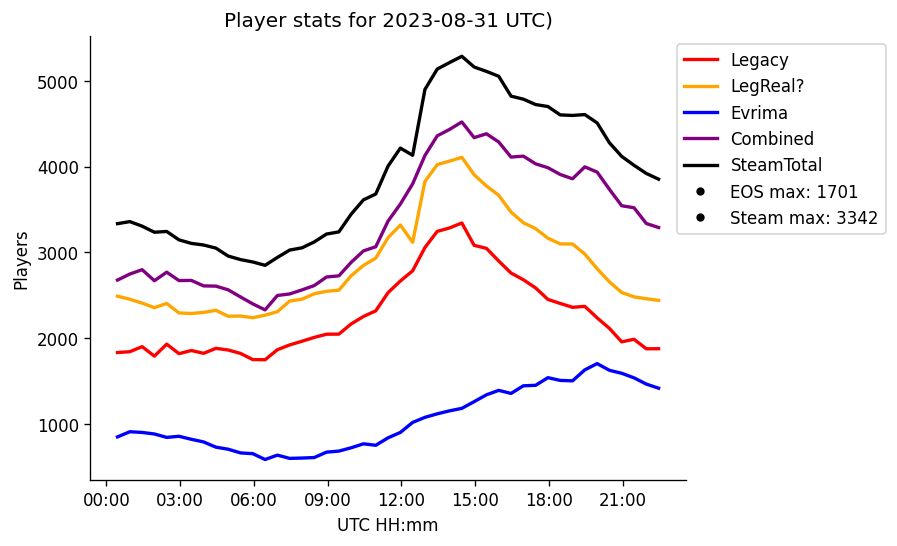 Player stats for 2023-08-31 UTC)
Legacy
LegReal?
Evrima
Combined
SteamTotal
EOS max: 1701
Steam max: 3342
Players
5000
4000
3000
2000
1000
00:00 03:00 06:00 09:00 12:00 15:00 18:00 21:00
UTC HH:mm